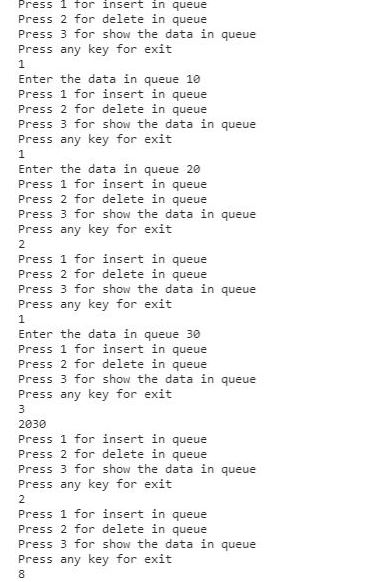 Press 1 for insert in queue
Press 2 for delete in queue
Press 3 for show the data in queue
Press any key for exit
1
Enter the data in queue 10
Press 1 for insert in queue
Press 2 for delete in queue
Press 3 for show the data in queue
Press any key for exit
1
Enter the data in queue 20
Press 1 for insert in queue
Press 2 for delete in queue
Press 3 for show the data in queue
Press any key for exit
2
Press 1 for insert in queue
Press 2 for delete in queue
Press 3 for show the data in queue
Press any key for exit
1
Enter the data in queue 30
Press 1 for insert in queue
Press 2 for delete in queue
Press 3 for show the data in queue
Press any key for exit
3
2030
Press 1 for insert in queue
Press 2 for delete in queue
Press 3 for show the data in queue
Press any key for exit
2
Press 1 for insert in queue
Press 2 for delete in queue
Press 3 for show the data in queue
Press any key for exit
8